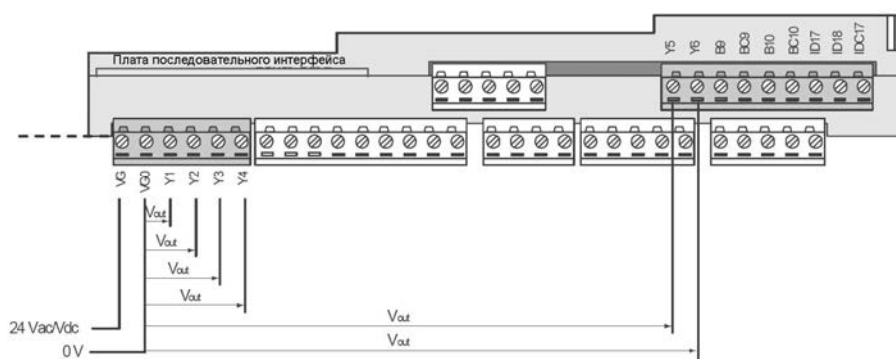 Плата последовательного интерфейса
Y5 Y6 B9 BC9 B10 BC10 ID17 ID18 IDC17
VG VG0 Y1 Y2 Y3 Y4
Vout
Vout
Vout
Vout
24 Vac/Vdc
Vout
0 V
Vout